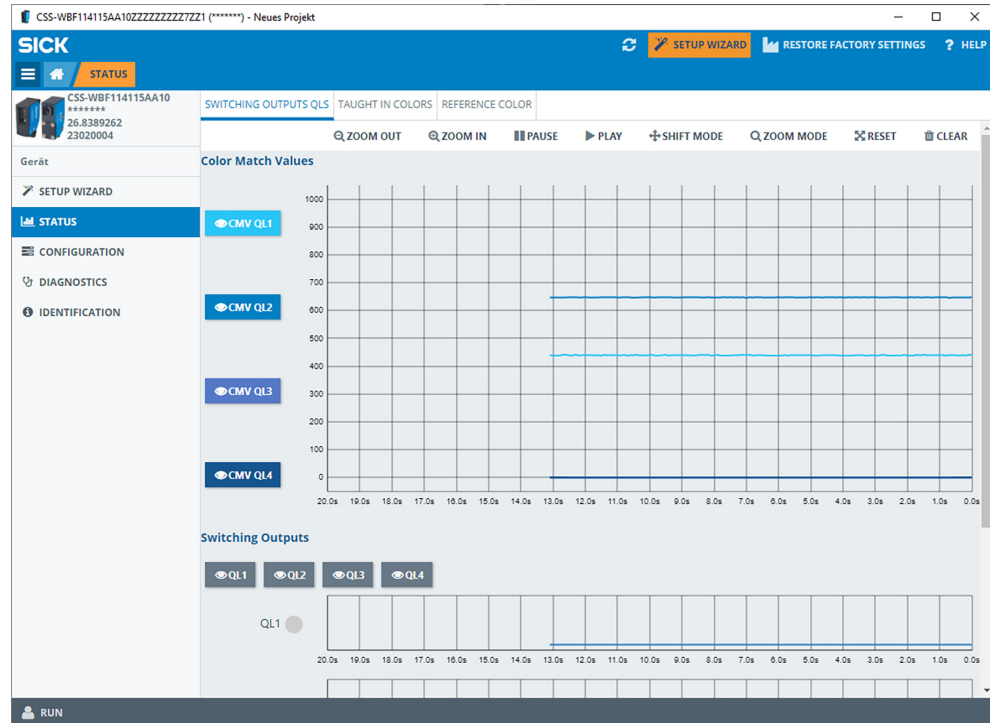 CSS-WBF114115AA10ZZZZZZZZZ7ZZ1 (*******) - Neues Projekt
SICK
SETUP WIZARD
RESTORE FACTORY SETTINGS
? HELP
STATUS
CSS-WBF114115AA10
*******
26.8389262
23020004
SWITCHING OUTPUTS QLS
TAUGHT IN COLORS
REFERENCE COLOR
ZOOM OUT
ZOOM IN
PAUSE
PLAY
SHIFT MODE
ZOOM MODE
RESET
CLEAR
Gerät
SETUP WIZARD
STATUS
CONFIGURATION
DIAGNOSTICS
IDENTIFICATION
Color Match Values
CMV QL1
CMV QL2
CMV QL3
CMV QL4
1000
900
800
700
600
500
400
300
200
100
0
20.0s 19.0s 18.0s 17.0s 16.0s 15.0s 14.0s 13.0s 12.0s 11.0s 10.0s 9.0s 8.0s 7.0s 6.0s 5.0s 4.0s 3.0s 2.0s 1.0s 0.0s
Switching Outputs
QL1
QL2
QL3
QL4
QL1
20.0s 19.0s 18.0s 17.0s 16.0s 15.0s 14.0s 13.0s 12.0s 11.0s 10.0s 9.0s 8.0s 7.0s 6.0s 5.0s 4.0s 3.0s 2.0s 1.0s 0.0s
RUN